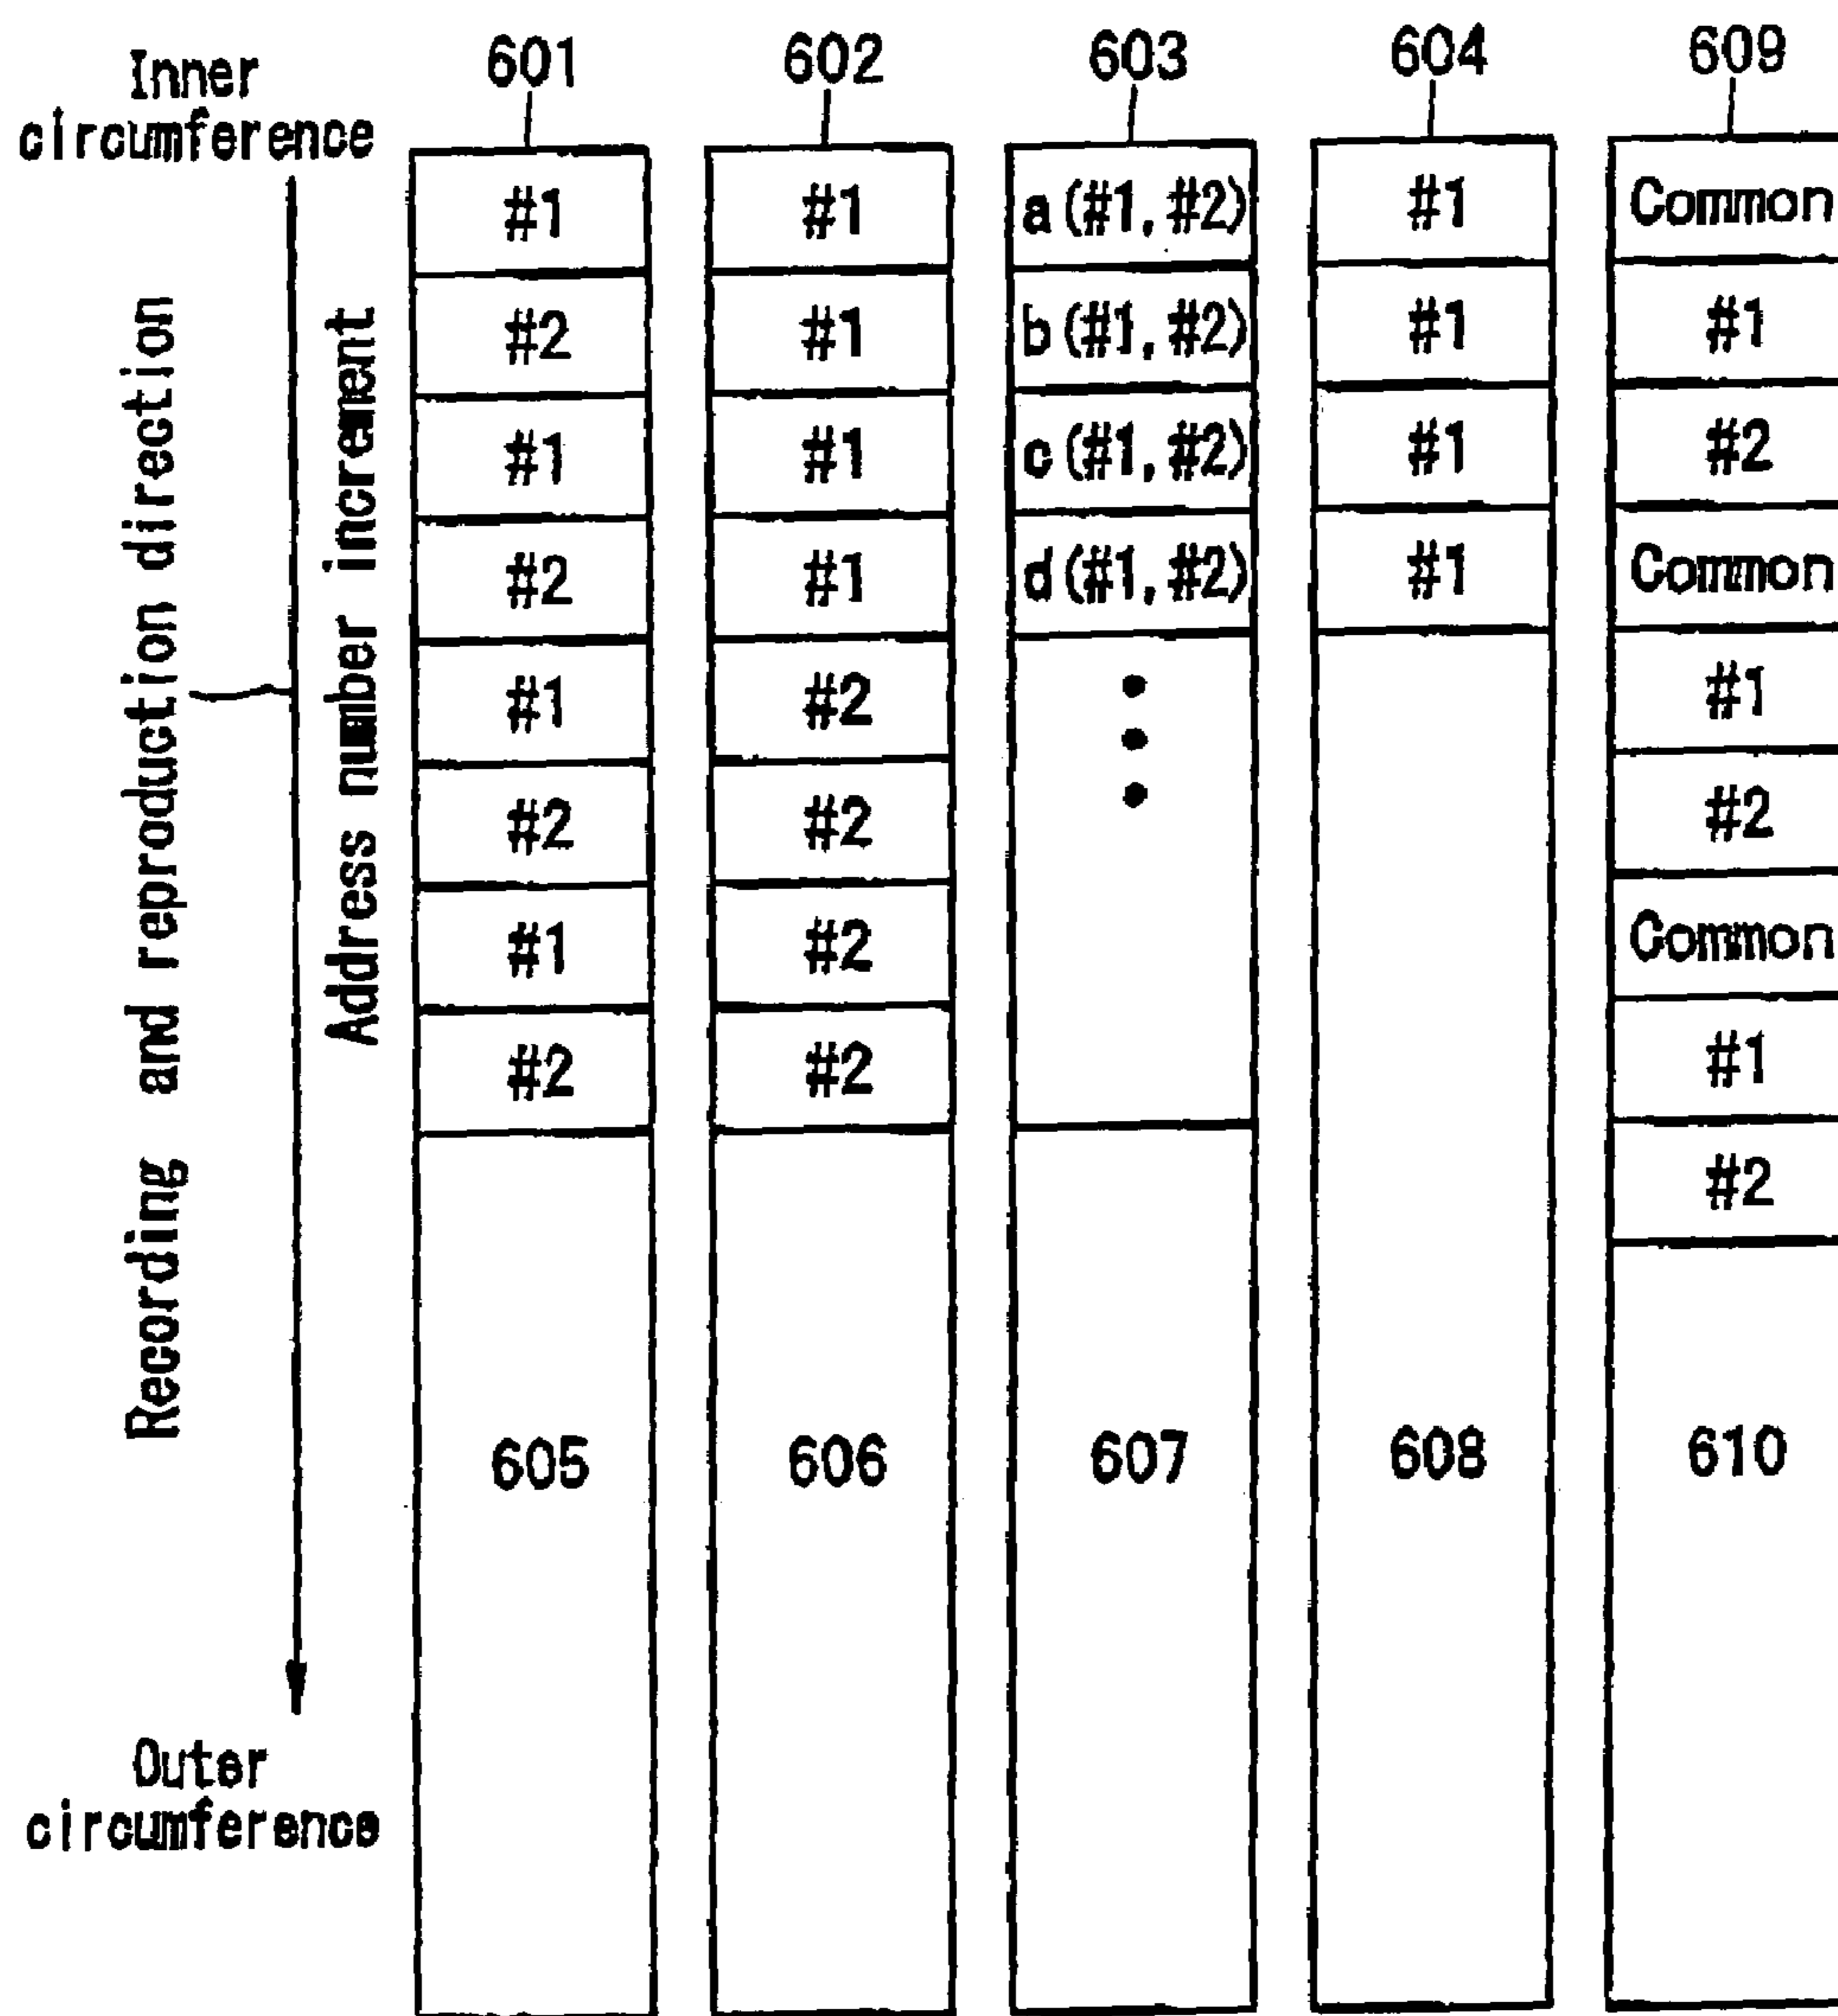 Inner
circumference
Recording and reproduction direction
Address number increment
Outer
circumference
601
#1
#2
#1
#2
#1
#2
#1
#2
605
602
#1
#1
#1
#1
#2
#2
#2
#2
606
603
a(#1,#2)
b(#1,#2)
c(#1,#2)
d(#1,#2)
607
604
#1
#1
#1
#1
608
609
Common
#1
#2
Common
#1
#2
Common
#1
#2
610